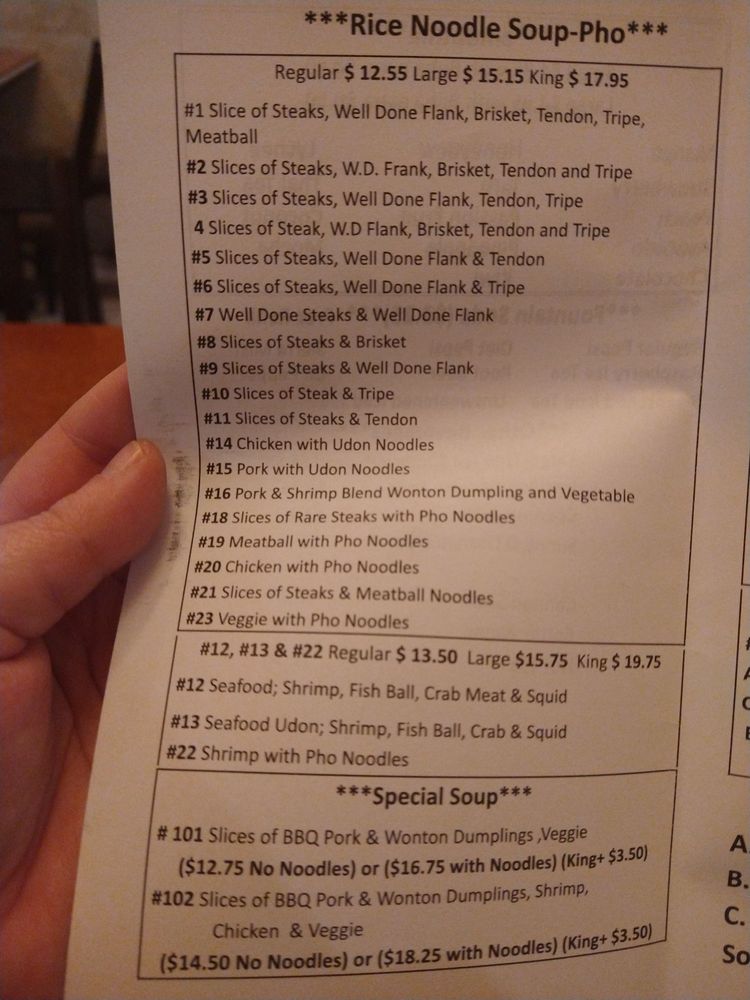 ***Rice Noodle Soup-Pho***
Regular $ 12.55 Large $ 15.15 King $ 17.95
#1 Slice of Steaks, Well Done Flank, Brisket, Tendon, Tripe,
Meatball
#2 Slices of Steaks, W.D. Frank, Brisket, Tendon and Tripe
#3 Slices of Steaks, Well Done Flank, Tendon, Tripe
4 Slices of Steak, W.D Flank, Brisket, Tendon and Tripe
#5 Slices of Steaks, Well Done Flank & Tendon
#6 Slices of Steaks, Well Done Flank & Tripe
#7 Well Done Steaks & Well Done Flank
#8 Slices of Steaks & Brisket
#9 Slices of Steaks & Well Done Flank
#10 Slices of Steak & Tripe
#11 Slices of Steaks & Tendon
#14 Chicken with Udon Noodles
#15 Pork with Udon Noodles
#16 Pork & Shrimp Blend Wonton Dumpling and Vegetable
#18 Slices of Rare Steaks with Pho Noodles
#19 Meatball with Pho Noodles
#20 Chicken with Pho Noodles
#21 Slices of Steaks & Meatball Noodles
#23 Veggie with Pho Noodles
#12, #13 & #22 Regular $ 13.50 Large $15.75 King $ 19.75
#12 Seafood; Shrimp, Fish Ball, Crab Meat & Squid
#13 Seafood Udon; Shrimp, Fish Ball, Crab & Squid
#22 Shrimp with Pho Noodles
***Special Soup***
# 101 Slices of BBQ Pork & Wonton Dumplings ,Veggie
($12.75 No Noodles) or ($16.75 with Noodles) (King+ $3.50)
#102 Slices of BBQ Pork & Wonton Dumplings, Shrimp,
Chicken & Veggie
($14.50 No Noodles) or ($18.25 with Noodles) (King+ $3.50)
A.
B.
C.
So